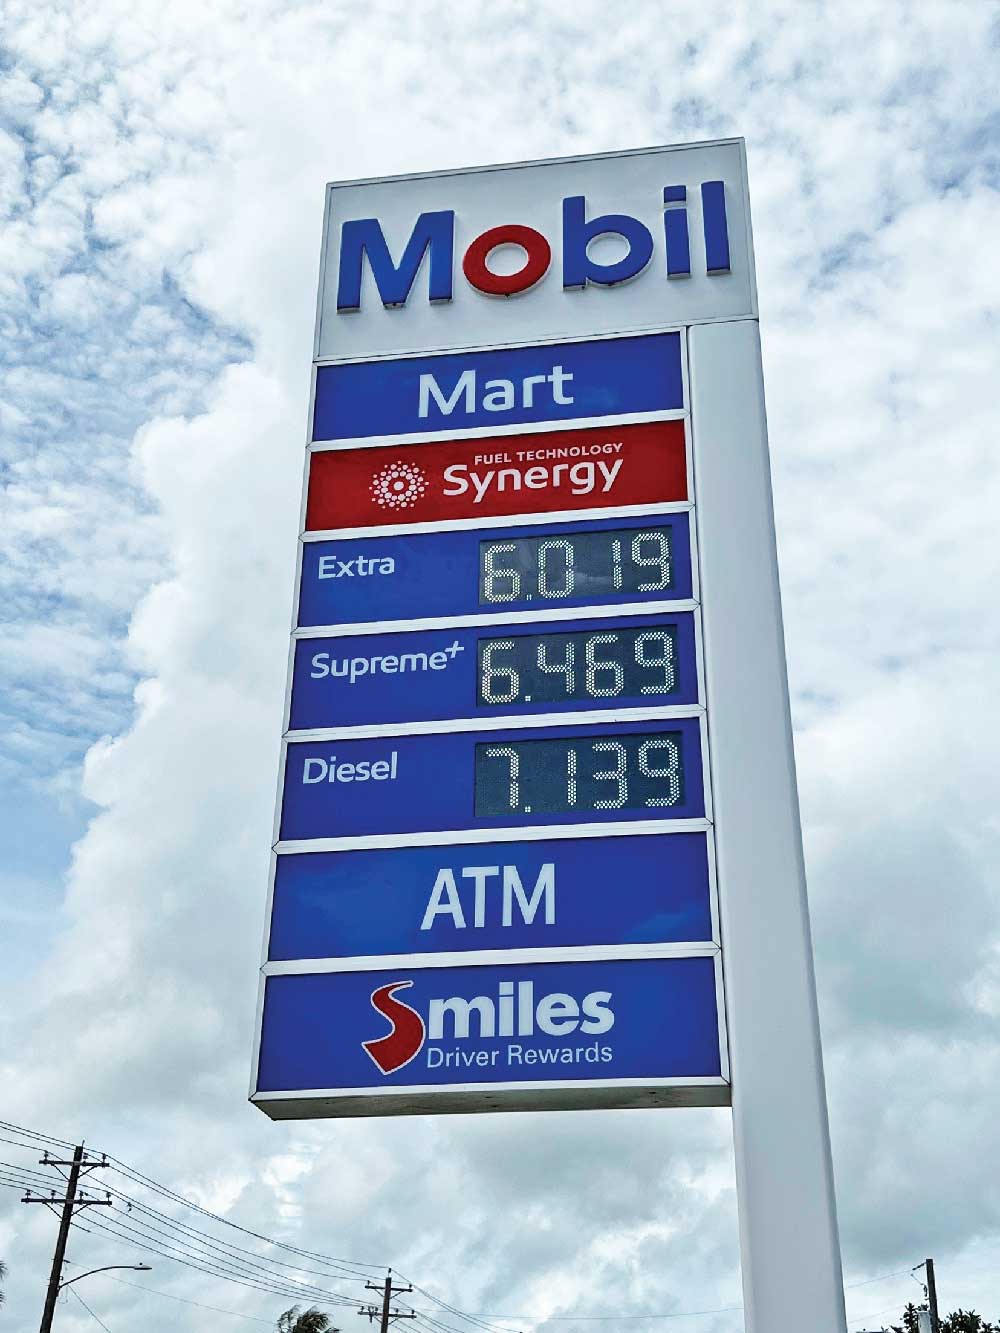 Mobil
Mart
FUEL TECHNOLOGY
Synergy
Extra 6.019
Supreme+ 6.469
Diesel 7.139
ATM
Smiles
Driver Rewards